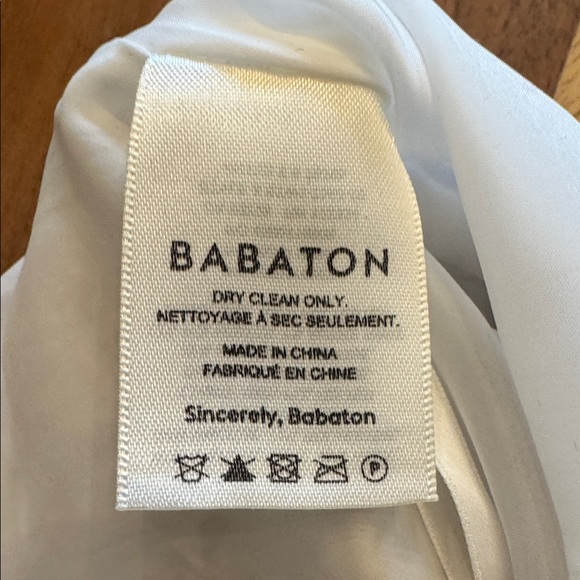 BABATON
DRY CLEAN ONLY.
NETTOYAGE À SEC SEULEMENT.
MADE IN CHINA
FABRIQUÉ EN CHINE
Sincerely, Babaton
P